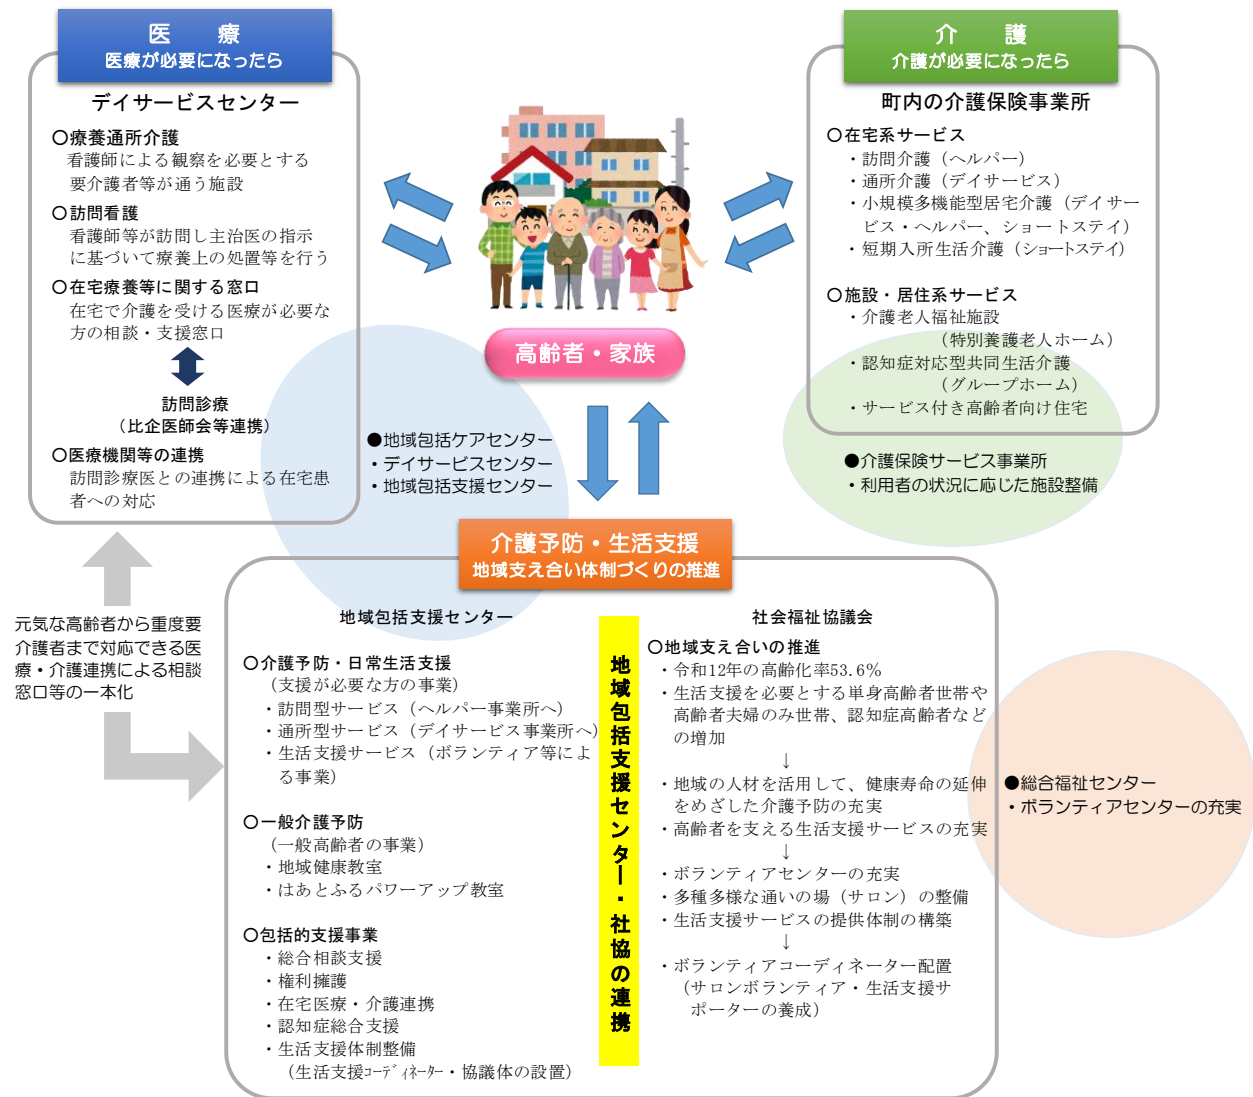 医　療
医療が必要になったら
デイサービスセンター
〇療養通所介護
看護師による観察を必要とする
要介護者等が通う施設
〇訪問看護
看護師等が訪問し主治医の指示
に基づいて療養上の処置等を行う
〇在宅療養等に関する窓口
在宅で介護を受ける医療が必要な
方の相談・支援窓口
訪問診療
（比企医師会等連携）
〇医療機関等の連携
訪問診療医との連携による在宅患
者への対応
高齢者・家族
介　護
介護が必要になったら
町内の介護保険事業所
〇在宅系サービス
・訪問介護（ヘルパー）
・通所介護（デイサービス）
・小規模多機能型居宅介護（デイサー
ビス・ヘルパー、ショートステイ）
・短期入所生活介護（ショートステイ）
〇施設・居住系サービス
・介護老人福祉施設
（特別養護老人ホーム）
・認知症対応型共同生活介護
（グループホーム）
・サービス付き高齢者向け住宅
●地域包括ケアセンター
・デイサービスセンター
・地域包括支援センター
●介護保険サービス事業所
・利用者の状況に応じた施設整備
介護予防・生活支援
地域支え合い体制づくりの推進
元気な高齢者から重度要
介護者まで対応できる医
療・介護連携による相談
窓口等の一本化
地域包括支援センター
〇介護予防・日常生活支援
（支援が必要な方の事業）
・訪問型サービス（ヘルパー事業所へ）
・通所型サービス（デイサービス事業所へ）
・生活支援サービス（ボランティア等によ
る事業）
〇一般介護予防
（一般高齢者の事業）
・地域健康教室
・はあとふるパワーアップ教室
〇包括的支援事業
・総合相談支援
・権利擁護
・在宅医療・介護連携
・認知症総合支援
・生活支援体制整備
（生活支援ｺｰﾃﾞｨﾈｰﾀｰ・協議体の設置）
地域包括支援センター・社協の連携
社会福祉協議会
〇地域支え合いの推進
・令和12年の高齢化率53.6％
・生活支援を必要とする単身高齢者世帯や
高齢者夫婦のみ世帯、認知症高齢者など
の増加
↓
・地域の人材を活用して、健康寿命の延伸
をめざした介護予防の充実
・高齢者を支える生活支援サービスの充実
↓
・ボランティアセンターの充実
・多種多様な通いの場（サロン）の整備
・生活支援サービスの提供体制の構築
↓
・ボランティアコーディネーター配置
（サロンボランティア・生活支援サ
ポーターの養成）
●総合福祉センター
・ボランティアセンターの充実